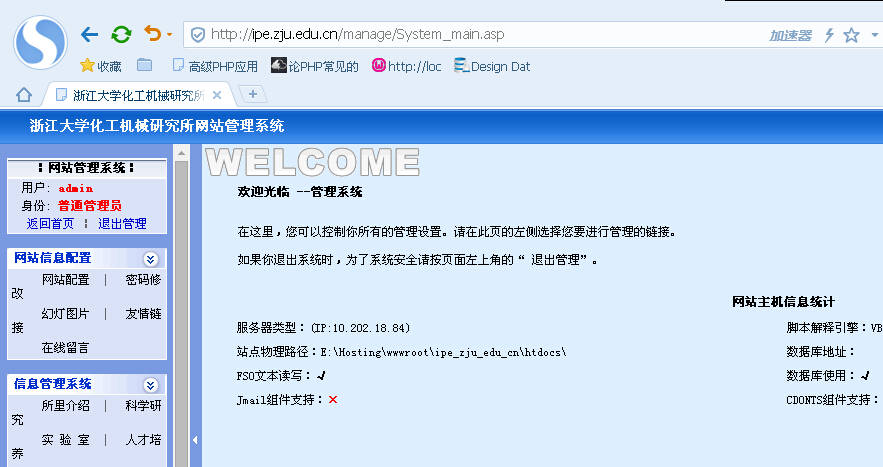 http://ipe.zju.edu.cn/manage/System_main.asp
加速器
收藏
高级PHP应用
论PHP常见的
http://loc
Design Dat
浙江大学化工机械研究所
浙江大学化工机械研究所网站管理系统
网站管理系统
用户：admin
身份：普通管理员
返回首页 ¦ 退出管理
网站信息配置
网站配置 | 密码修
改
幻灯图片 | 友情链
接
在线留言
信息管理系统
所里介绍 | 科学研
究
实 验 室 | 人才培
养
WELCOME
欢迎光临 --管理系统
在这里，您可以控制你所有的管理设置。请在此页的左侧选择您要进行管理的链接。
如果你退出系统时，为了系统安全请按页面左上角的“ 退出管理”。
网站主机信息统计
服务器类型：(IP:10.202.18.84)
脚本解释引擎：VB
站点物理路径：E:\Hosting\wwwroot\ipe_zju_edu_cn\htdocs\
数据库地址：
FSO文本读写：√
数据库使用：√
Jmail组件支持：×
CDONTS组件支持：